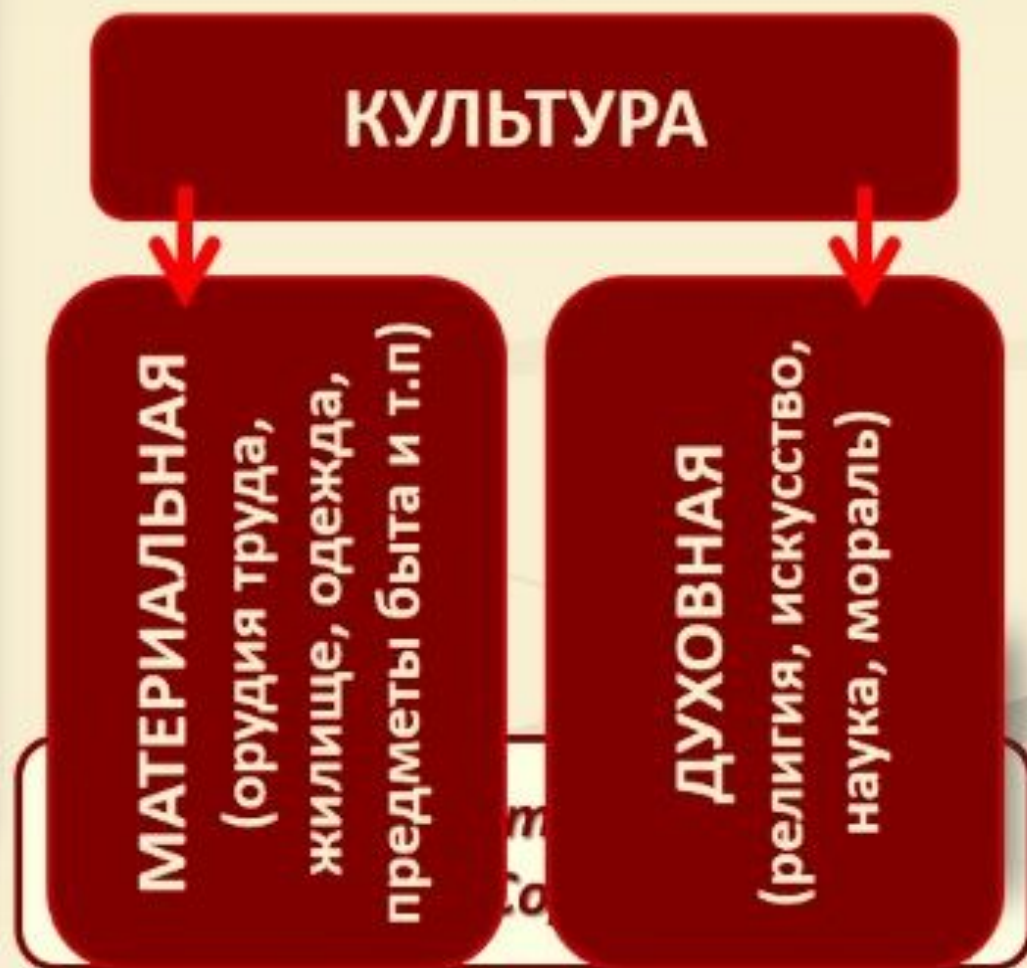 КУЛЬТУРА
МАТЕРИАЛЬНАЯ
(орудия труда,
жилище, одежда,
предметы быта и т.п)
ДУХОВНАЯ
(религия, искусство,
наука, мораль)